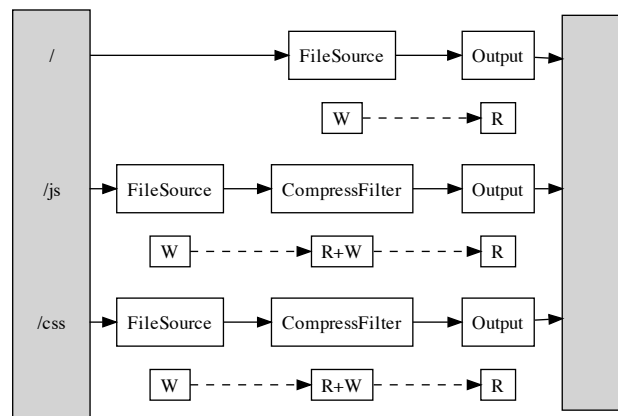 / FileSource Output
W R
/js FileSource CompressFilter Output
W R+W R
/css FileSource CompressFilter Output
W R+W R